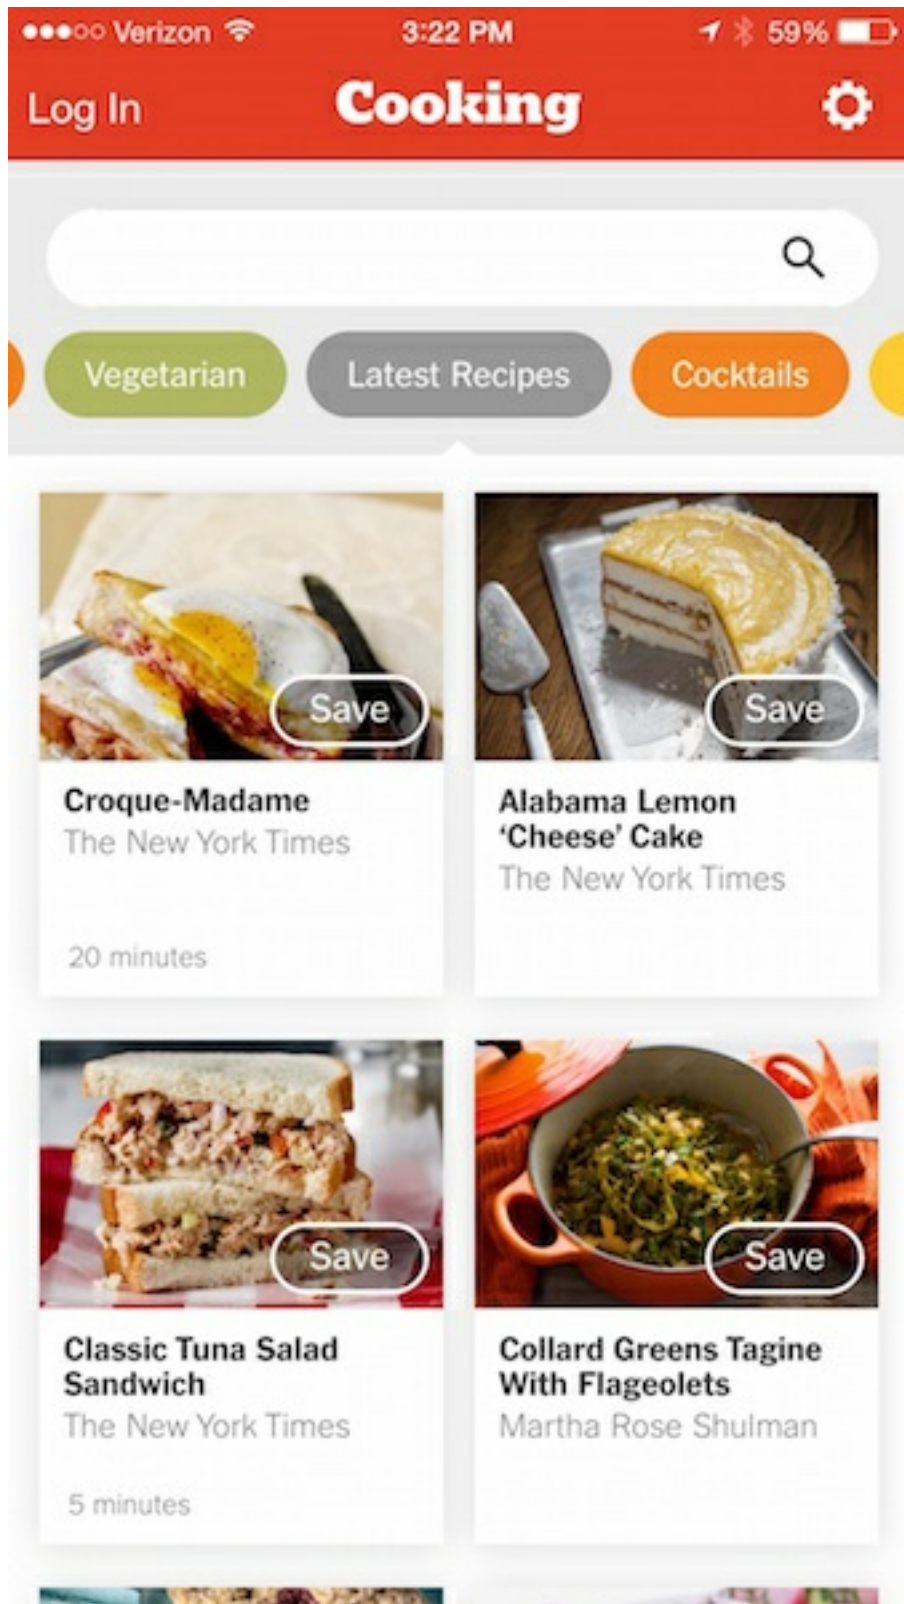 Verizon 3:22 PM 59%
Log In Cooking
Vegetarian Latest Recipes Cocktails
Save
Save
Croque-Madame
The New York Times
20 minutes
Alabama Lemon
‘Cheese’ Cake
The New York Times
Save
Save
Classic Tuna Salad
Sandwich
The New York Times
5 minutes
Collard Greens Tagine
With Flageolets
Martha Rose Shulman